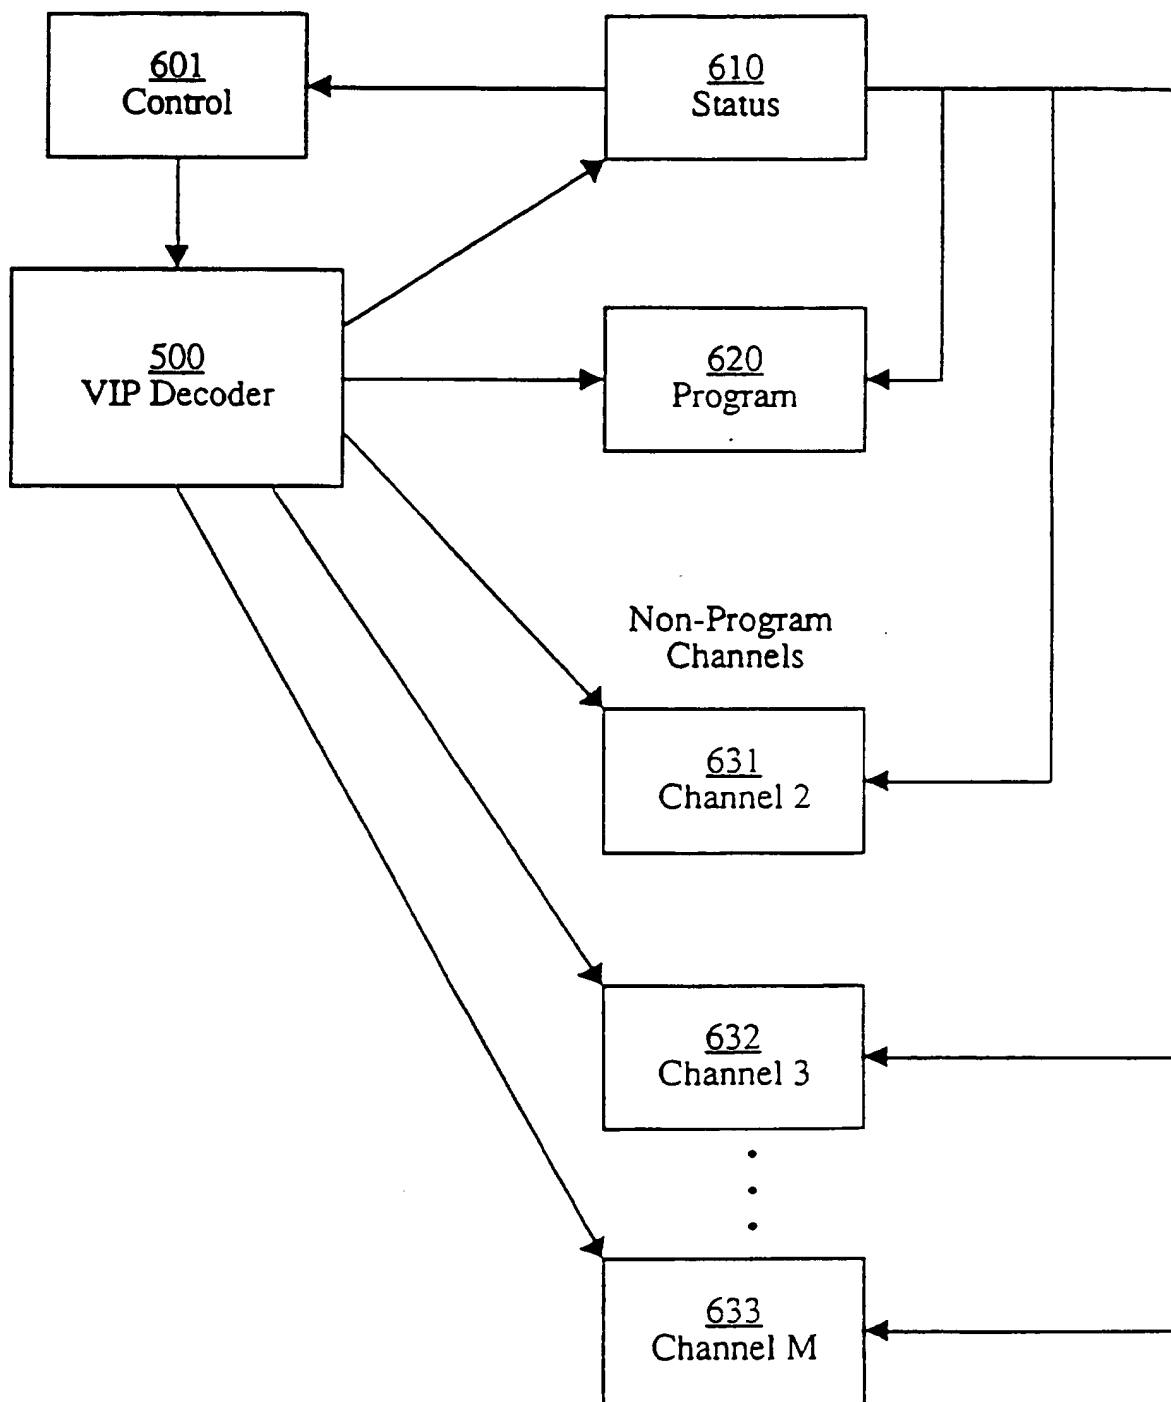 601
Control
610
Status
500
VIP Decoder
620
Program
Non-Program
Channels
631
Channel 2
632
Channel 3
633
Channel M